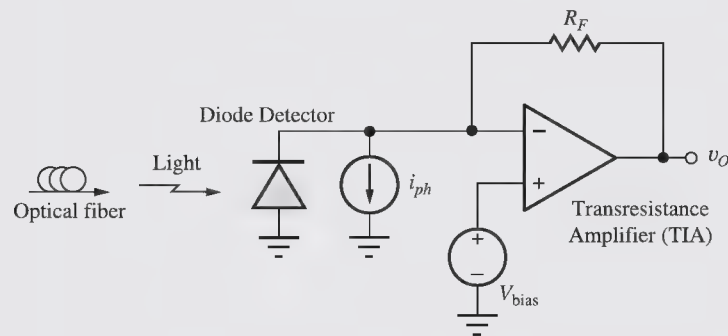 R_F
Diode Detector
Light
Optical fiber
i_ph
−
+
v_O
Transresistance
Amplifier (TIA)
+
−
V_bias